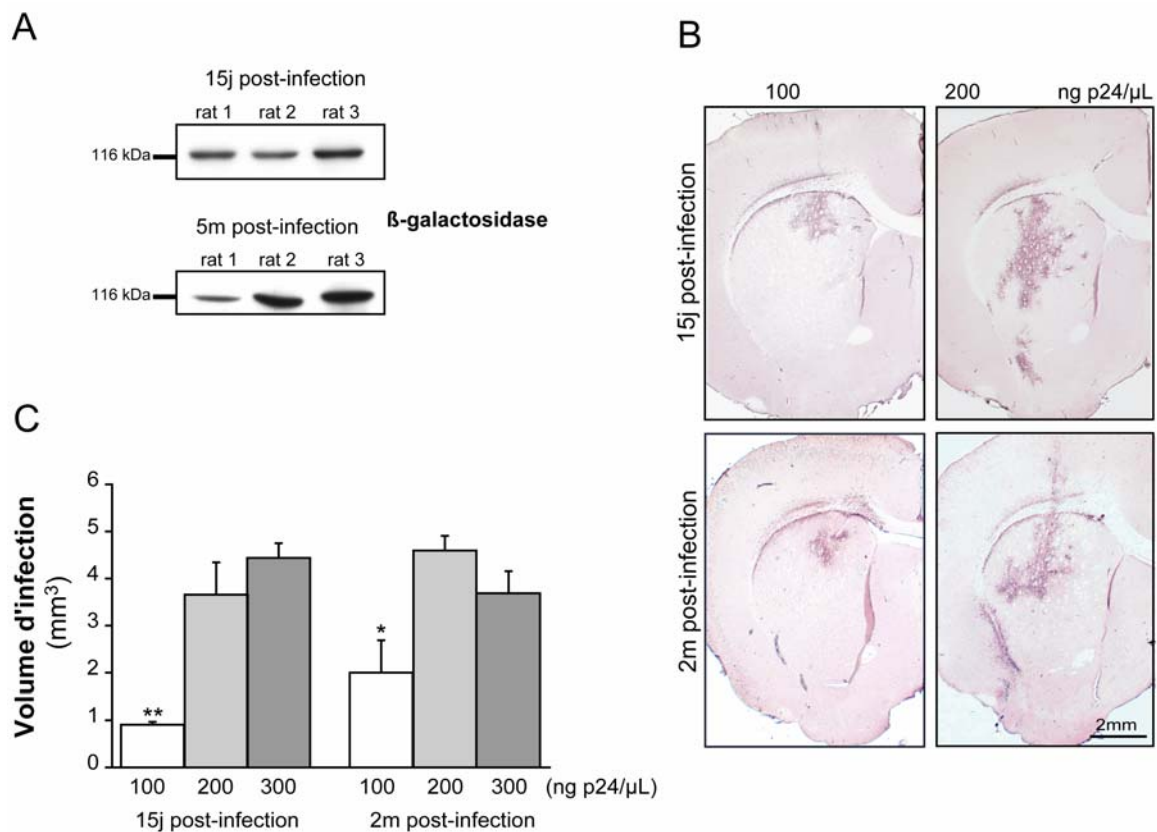 A
15j post-infection
rat 1 rat 2 rat 3
116 kDa
ß-galactosidase
5m post-infection
rat 1 rat 2 rat 3
116 kDa
B
100 200 ng p24/µL
15j post-infection
2m post-infection
2mm
C
Volume d'infection
(mm³)
6
5
4
3
2
1
0
**
*
100 200 300 100 200 300 (ng p24/µL)
15j post-infection 2m post-infection